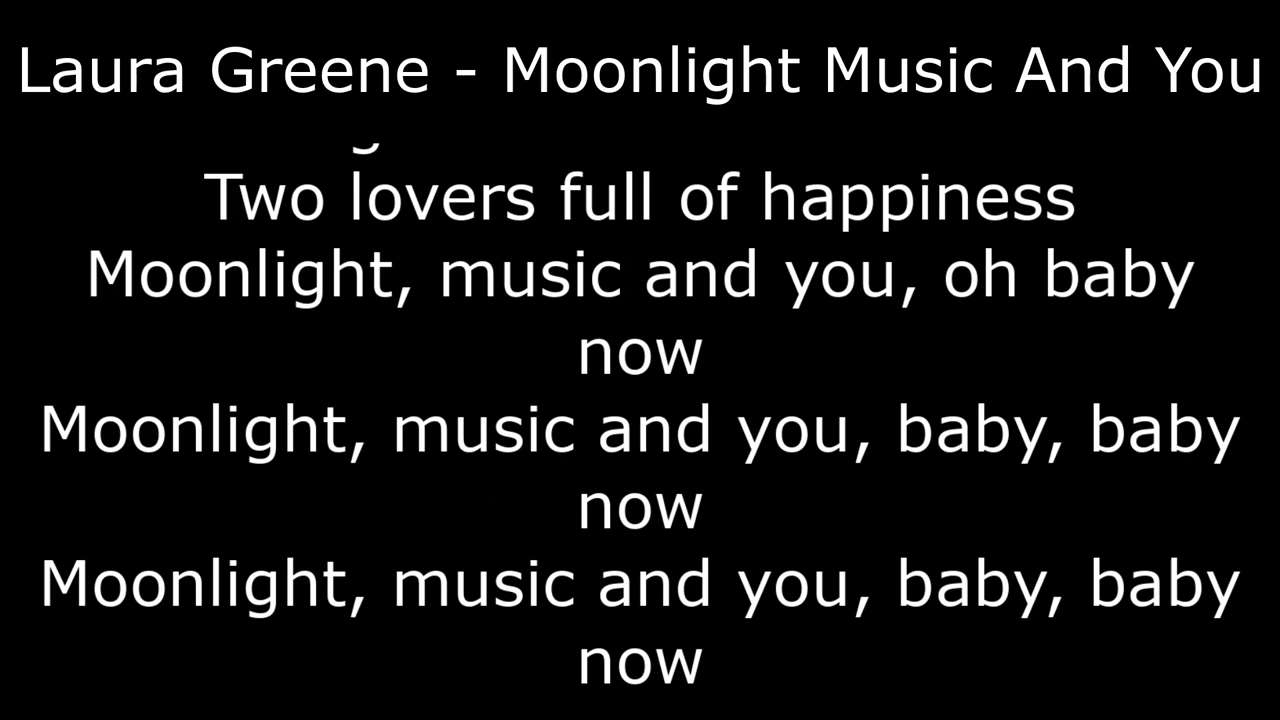 Laura Greene - Moonlight Music And You
Two lovers full of happiness
Moonlight, music and you, oh baby
now
Moonlight, music and you, baby, baby
now
Moonlight, music and you, baby, baby
now